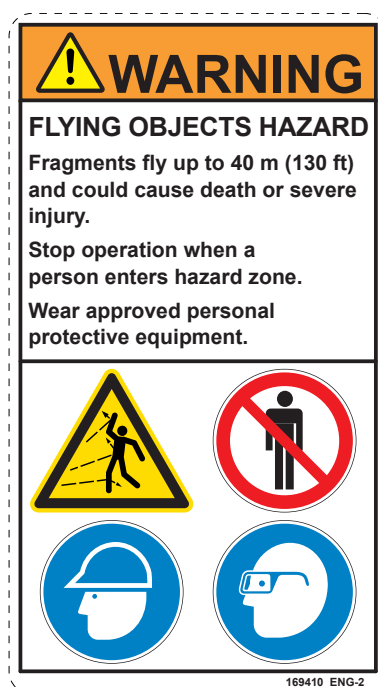 WARNING
FLYING OBJECTS HAZARD
Fragments fly up to 40 m (130 ft)
and could cause death or severe
injury.
Stop operation when a
person enters hazard zone.
Wear approved personal
protective equipment.
169410 ENG-2